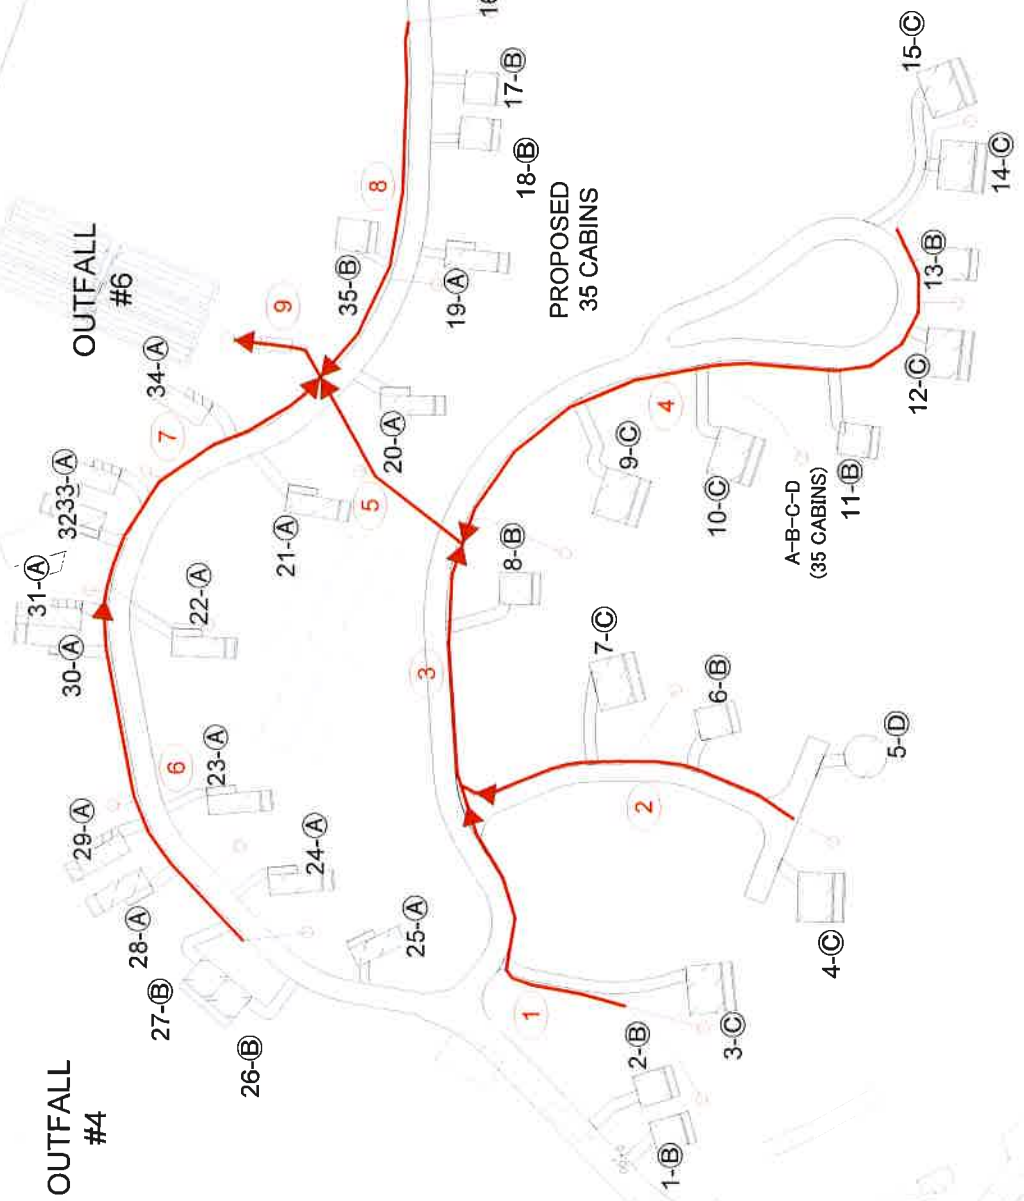 OUTFALL
#4
OUTFALL
#6
PROPOSED
35 CABINS
A-B-C-D
(35 CABINS)
1-B
2-B
3-C
4-C
5-D
6-B
7-C
8-B
9-C
10-C
11-B
12-C
13-B
14-C
15-C
16
17-B
18-B
19-A
20-A
21-A
22-A
23-A
24-A
25-A
26-B
27-B
28-A
29-A
30-A
31-A
3233-A
34-A
35-B
1
2
3
4
5
6
7
8
9